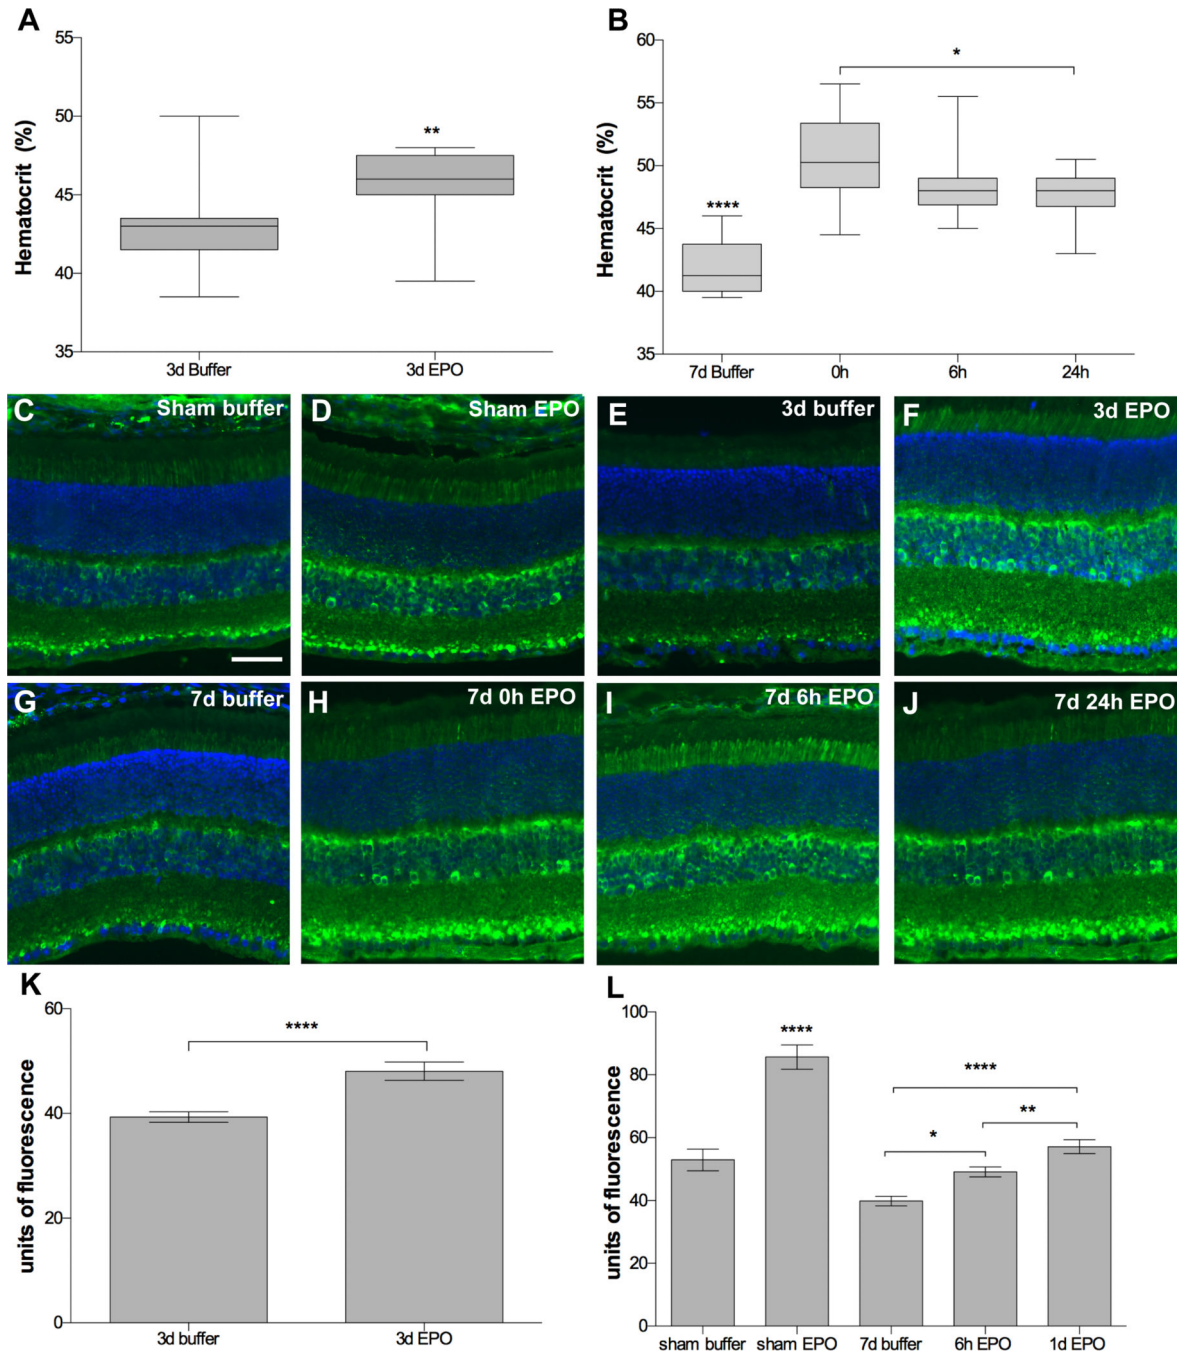 A
55
50
45
40
35
Hematocrit (%)
**
3d Buffer
3d EPO
B
60
55
50
45
40
35
Hematocrit (%)
****
*
7d Buffer
0h
6h
24h
C
Sham buffer
D
Sham EPO
E
3d buffer
F
3d EPO
G
7d buffer
H
7d 0h EPO
I
7d 6h EPO
J
7d 24h EPO
K
60
40
20
0
units of fluorescence
****
3d buffer
3d EPO
L
100
80
60
40
20
0
units of fluorescence
****
****
*
**
sham buffer
sham EPO
7d buffer
6h EPO
1d EPO